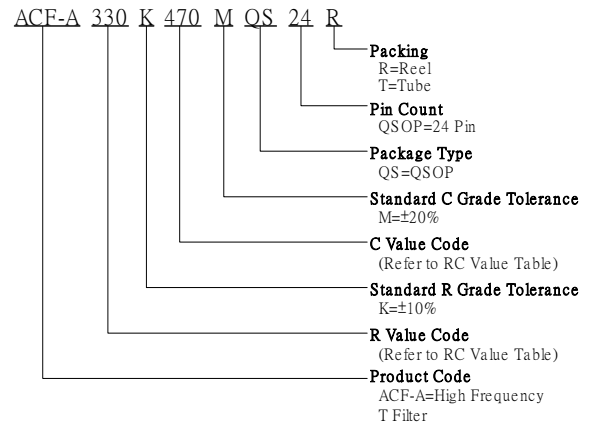 ACF-A 330 K 470 M QS 24 R
Packing
R=Reel
T=Tube
Pin Count
QSOP=24 Pin
Package Type
QS=QSOP
Standard C Grade Tolerance
M=±20%
C Value Code
(Refer to RC Value Table)
Standard R Grade Tolerance
K=±10%
R Value Code
(Refer to RC Value Table)
Product Code
ACF-A=High Frequency
T Filter